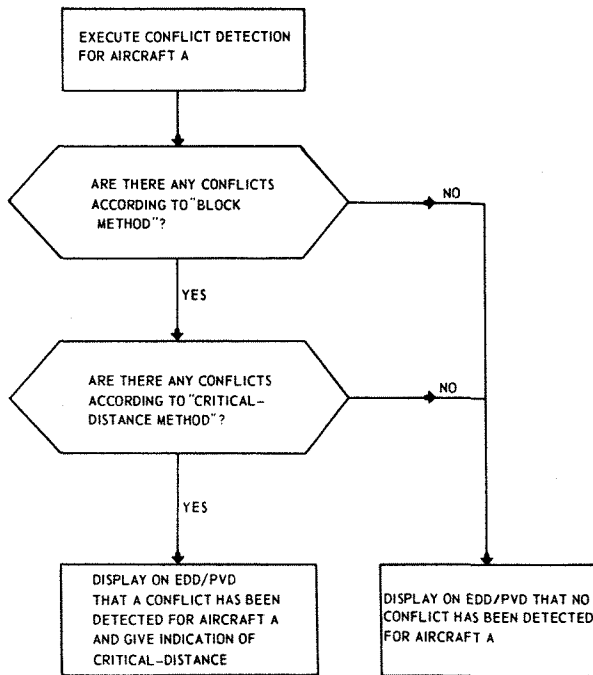 EXECUTE CONFLICT DETECTION
FOR AIRCRAFT A
ARE THERE ANY CONFLICTS
ACCORDING TO "BLOCK
METHOD"?
NO
YES
ARE THERE ANY CONFLICTS
ACCORDING TO "CRITICAL-
DISTANCE METHOD"?
NO
YES
DISPLAY ON EDD/PVD
THAT A CONFLICT HAS BEEN
DETECTED FOR AIRCRAFT A
AND GIVE INDICATION OF
CRITICAL-DISTANCE
DISPLAY ON EDD/PVD THAT NO
CONFLICT HAS BEEN DETECTED
FOR AIRCRAFT A